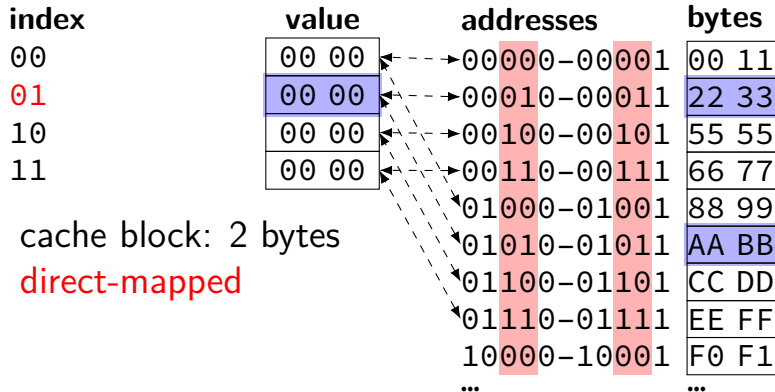 index value addresses bytes
00 00 00 00000-00001 00 11
01 00 00 00010-00011 22 33
10 00 00 00100-00101 55 55
11 00 00 00110-00111 66 77
01000-01001 88 99
cache block: 2 bytes
01010-01011 AA BB
direct-mapped
01100-01101 CC DD
01110-01111 EE FF
10000-10001 F0 F1
… …